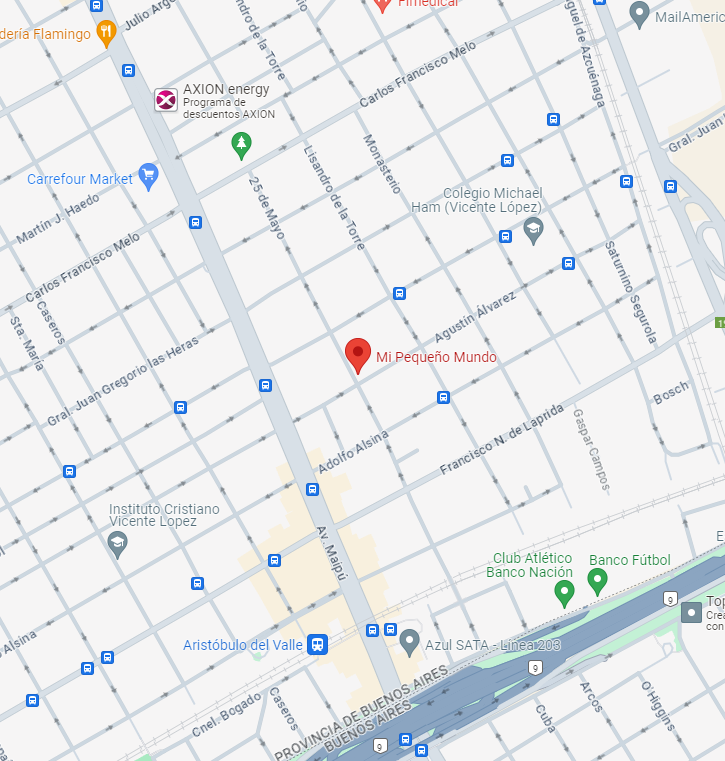 Julio Arg
Fimedical
MailAmeric
dería Flamingo
sandro de la Torre
guel de Azcuénaga
Carlos Francisco Melo
AXION energy
Programa de
descuentos AXION
Gral. Juan
Monasterio
Lisandro de la Torre
Carrefour Market
25 de Mayo
Colegio Michael
Ham (Vicente López)
Martín J. Haedo
Carlos Francisco Melo
Saturnino Segurola
Sta. María
Caseros
Agustín Álvarez
Gral. Juan Gregorio las Heras
Mi Pequeño Mundo
Bosch
Francisco N. de Laprida
Gaspar Campos
Adolfo Alsina
Instituto Cristiano
Vicente Lopez
Av. Maipú
Club Atlético
Banco Nación
Banco Fútbol
E
9
Top
Crea
con
Alsina
Aristóbulo del Valle
Azul SATA - Línea 203
9
PROVINCIA DE BUENOS AIRES
BUENOS AIRES
Cnel. Bogado
Caseros
Cuba
Arcos
O'Higgins
9